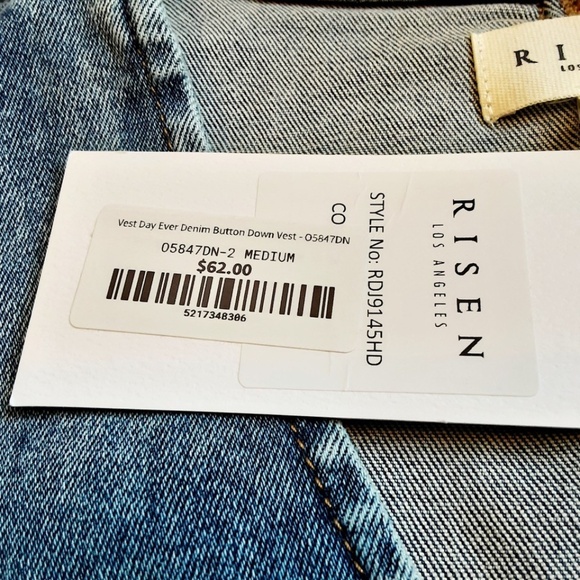 Vest Day Ever Denim Button Down Vest - O5847DN
O5847DN-2 MEDIUM
$62.00
5217348306
STYLE No: RDJ9145HD
CO
RISEN
LOS ANGELES
RI
LOS